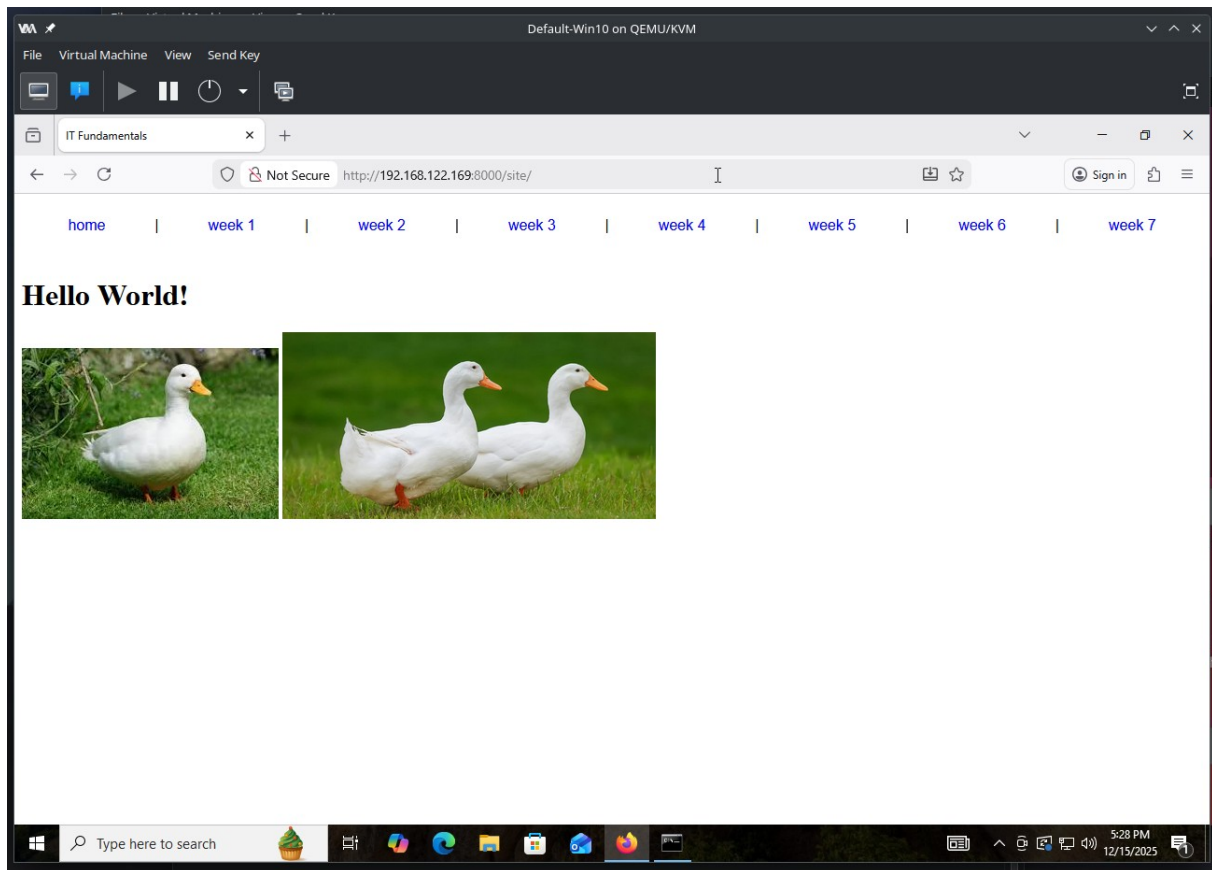 Default-Win10 on QEMU/KVM
File Virtual Machine View Send Key
IT Fundamentals
Not Secure http://192.168.122.169:8000/site/ Sign in
home | week 1 | week 2 | week 3 | week 4 | week 5 | week 6 | week 7
Hello World!
Type here to search
5:28 PM
12/15/2025
1